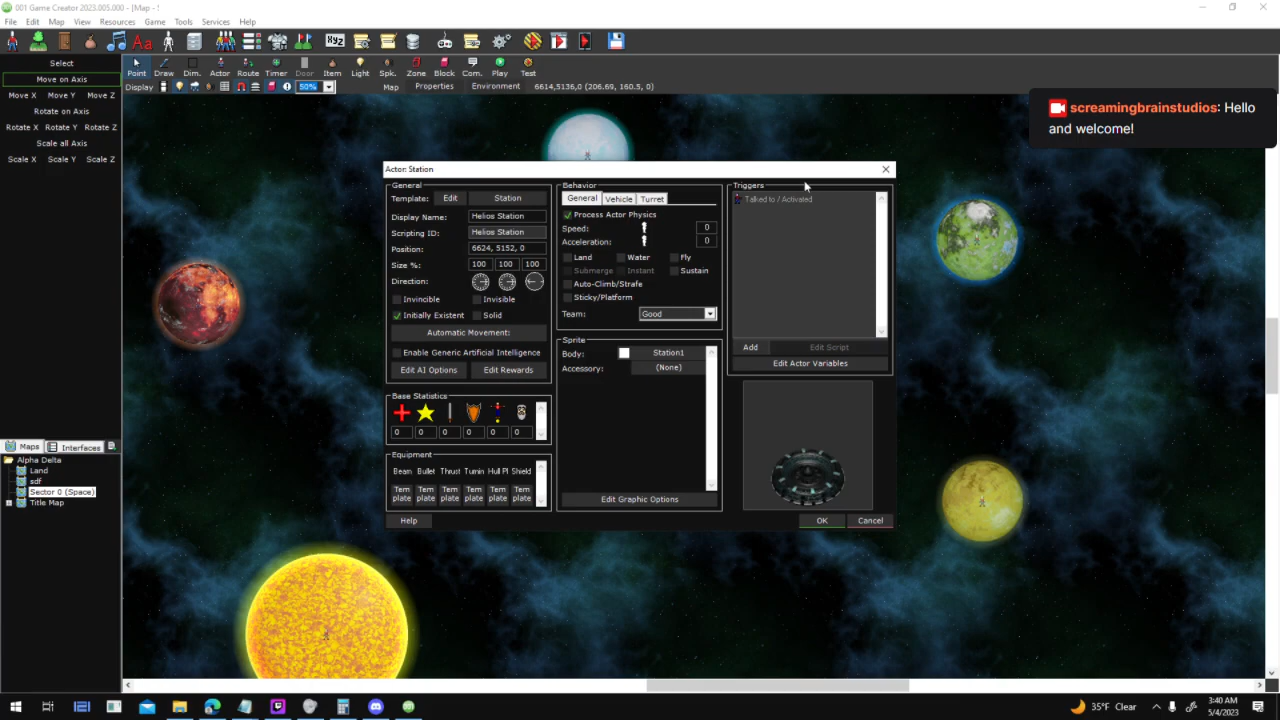 001 Game Creator 2023.005.000 - [Map - !
File Edit Map View Resources Game Tools Services Help
Aa XYZ
Select
Move on Axis
Move X Move Y Move Z
Rotate on Axis
Rotate X Rotate Y Rotate Z
Scale all Axis
Scale X Scale Y Scale Z
Point Draw Dim. Actor Route Timer Door Item Light Spk. Zone Block Com. Play Test
Display 50% Map Properties Environment 6614,5136,0 (206.69, 160.5, 0)
screamingbrainstudios: Hello
and welcome!
Actor: Station
General
Template: Edit Station
Display Name: Helios Station
Scripting ID: Helios Station
Position: 6624, 5152, 0
Size %: 100 100 100
Direction:
Invincible Invisible
Initially Existent Solid
Automatic Movement:
Enable Generic Artificial Intelligence
Edit AI Options Edit Rewards
Base Statistics
0 0 0 0 0 0
Equipment
Beam Bullet Thrust Turnin Hull Pl Shield
Tem Tem Tem Tem Tem Tem
plate plate plate plate plate plate
Help
Behavior
General Vehicle Turret
Process Actor Physics
Speed: 0
Acceleration: 0
Land Water Fly
Submerge Instant Sustain
Auto-Climb/Strafe
Sticky/Platform
Team: Good
Sprite
Body: Station1
Accessory: (None)
Edit Graphic Options
Triggers
Talked to / Activated
Add Edit Script
Edit Actor Variables
OK Cancel
Maps Interfaces
Alpha Delta
Land
sdf
Sector 0 (Space)
Title Map
35°F Clear
3:40 AM
5/4/2023